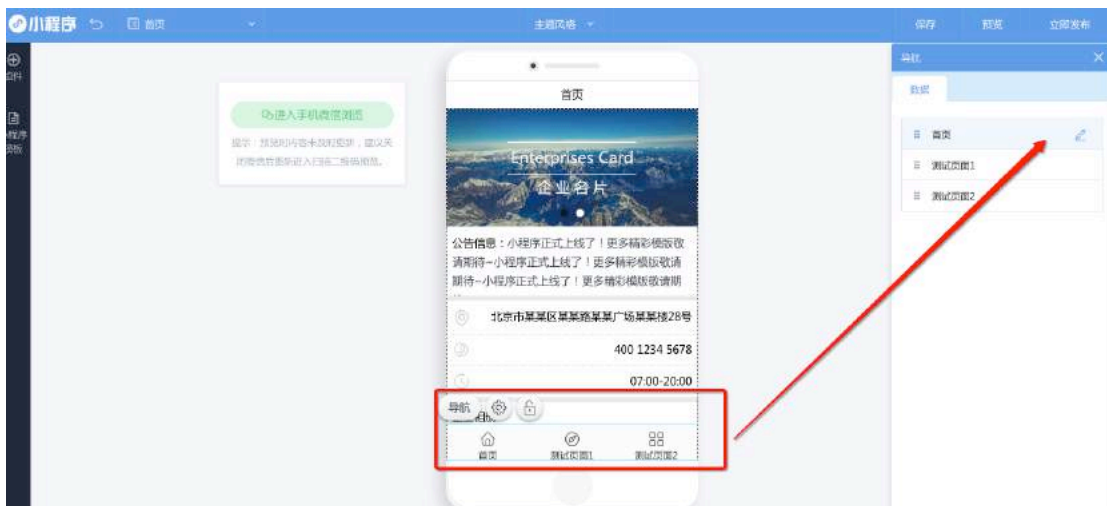 小程序 首页 主题风格 保存 预览 立即发布
导航
数据
首页
测试页面1
测试页面2
进入手机微信浏览
首页
Enterprises Card
企业名片
公告信息：小程序正式上线了！更多精彩模版敬
请期待~小程序正式上线了！更多精彩模版敬请
期待~小程序正式上线了！更多精彩模版敬请期
北京市某某区某某路某某广场某某楼28号
400 1234 5678
07:00-20:00
导航
首页 测试页面1 测试页面2